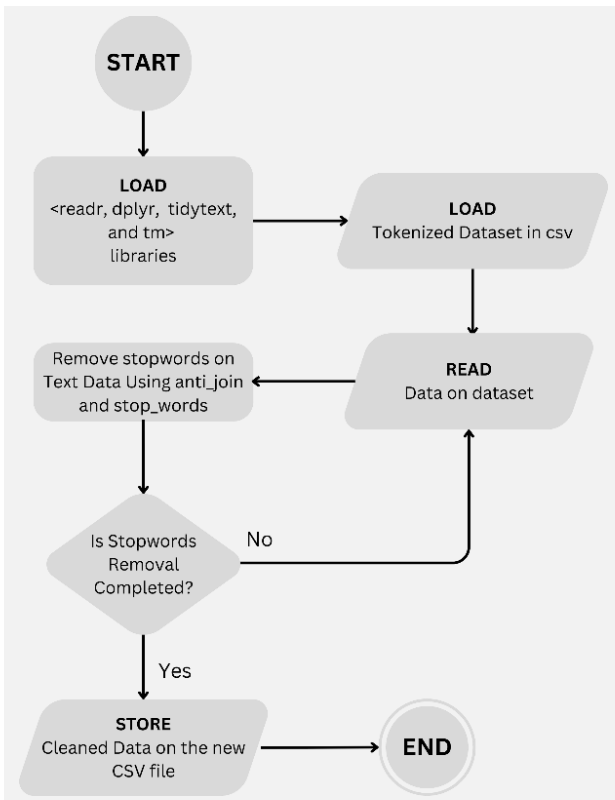 START
LOAD
<readr, dplyr, tidytext,
and tm>
libraries
LOAD
Tokenized Dataset in csv
READ
Data on dataset
Remove stopwords on
Text Data Using anti_join
and stop_words
Is Stopwords
Removal
Completed?
No
Yes
STORE
Cleaned Data on the new
CSV file
END